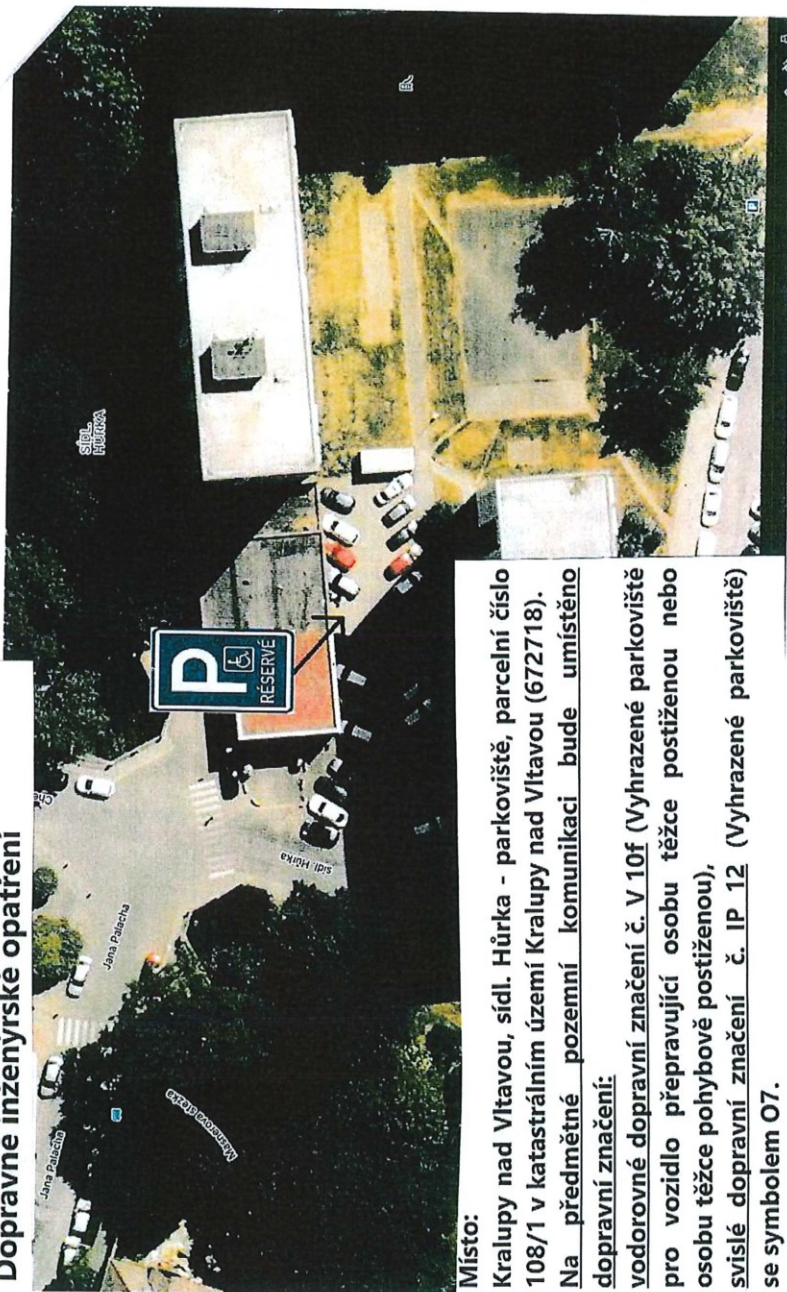 Dopravně inženýrské opatření
Jana Palacha
Jana Palacha
Masnerova stezka
sídl. Hůrka
SÍDL.
HŮRKA
P
RÉSERVÉ
P
Místo:
Kralupy nad Vltavou, sídl. Hůrka - parkoviště, parcelní číslo
108/1 v katastrálním území Kralupy nad Vltavou (672718).
Na předmětné pozemní komunikaci bude umístěno
dopravní značení:
vodorovné dopravní značení č. V 10f (Vyhrazené parkoviště
pro vozidlo přepravující osobu těžce postiženou nebo
osobu těžce pohybově postiženou),
svislé dopravní značení č. IP 12 (Vyhrazené parkoviště)
se symbolem O7.